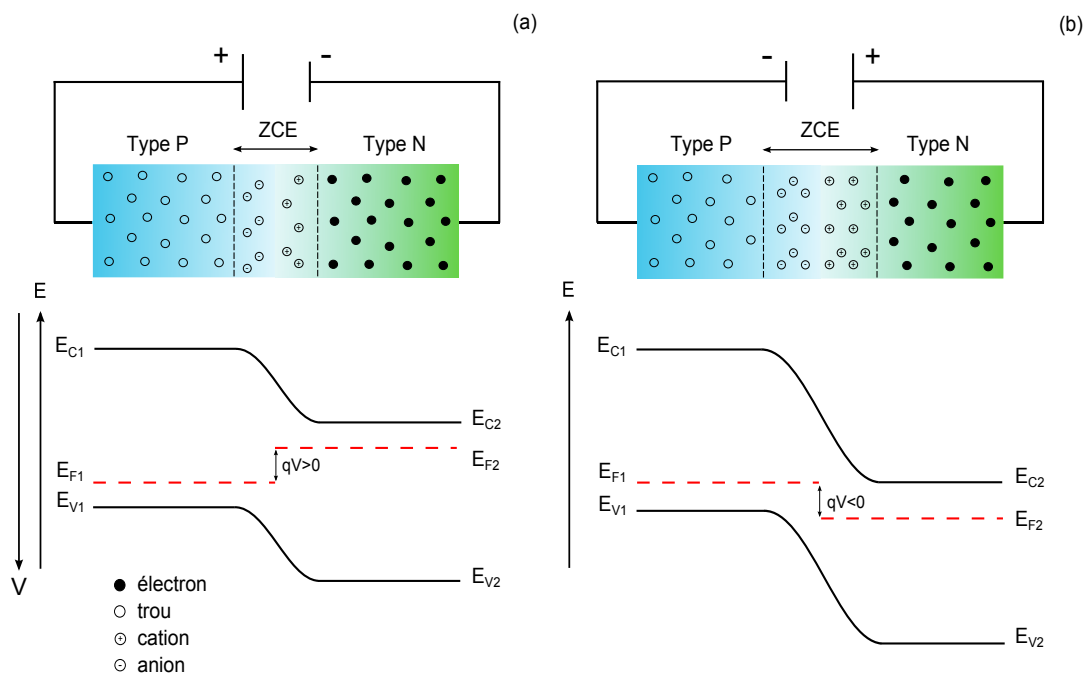 (a)
+ -
ZCE
Type P Type N
E
V
E_C1
E_C2
qV>0
E_F1
E_F2
E_V1
E_V2
électron
trou
cation
anion
(b)
- +
ZCE
Type P Type N
E
E_C1
E_F1
E_C2
qV<0
E_V1
E_F2
E_V2